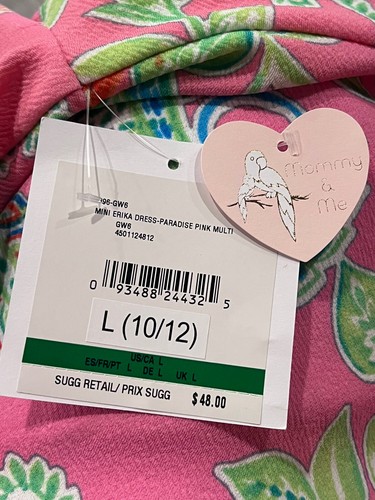 96-GW6
MINI ERIKA DRESS-PARADISE PINK MULTI
GW6
4501124812
0 93488 24432 5
L (10/12)
US/CA L
ES/FR/PT L DE L UK L
SUGG RETAIL/ PRIX SUGG $48.00
Mommy
&
Me